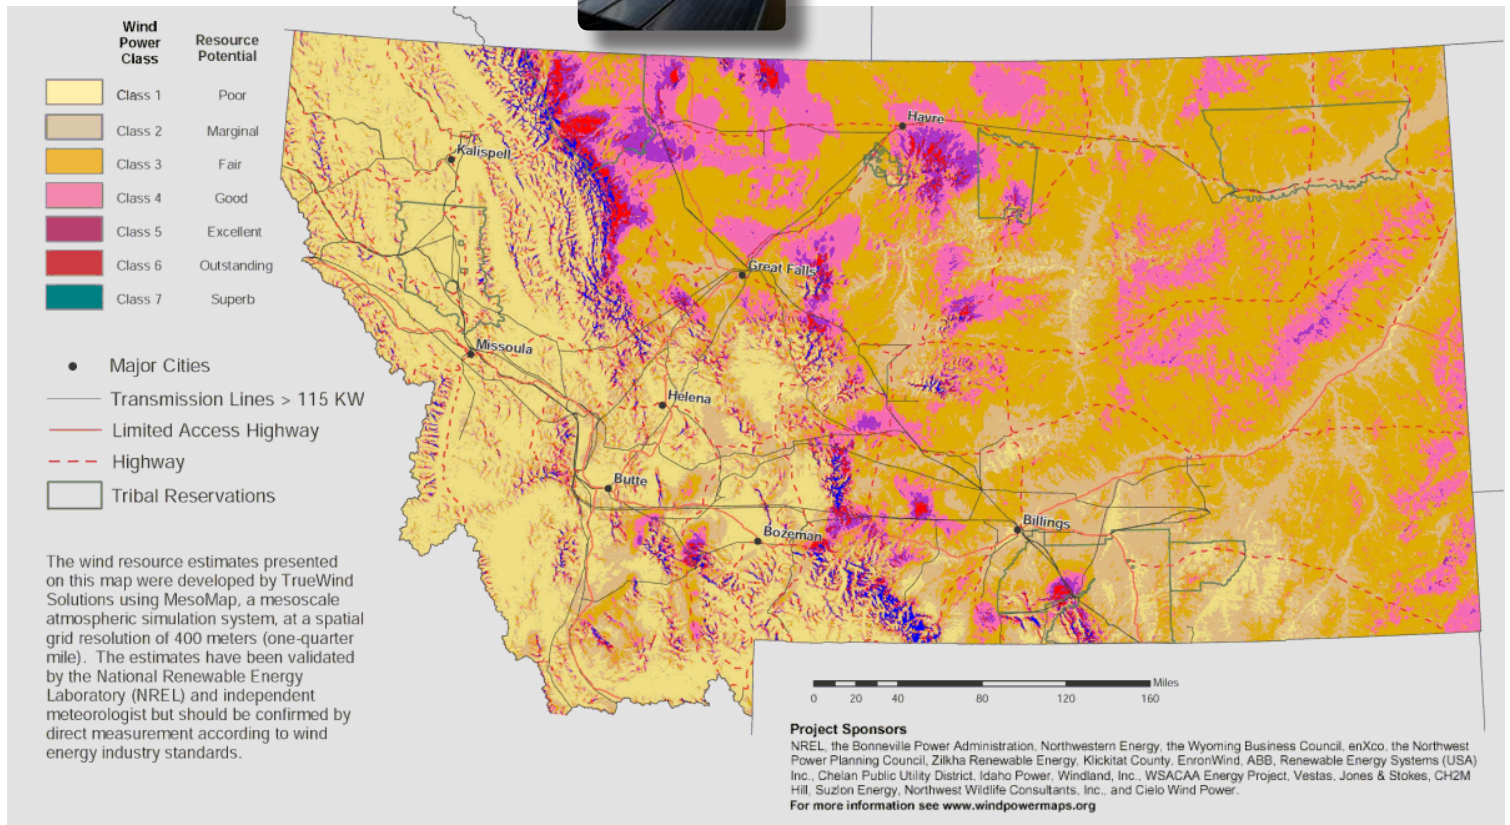 Wind
Power
Class
Resource
Potential
Class 1 Poor
Class 2 Marginal
Class 3 Fair
Class 4 Good
Class 5 Excellent
Class 6 Outstanding
Class 7 Superb
Major Cities
Transmission Lines > 115 KW
Limited Access Highway
Highway
Tribal Reservations
The wind resource estimates presented
on this map were developed by TrueWind
Solutions using MesoMap, a mesoscale
atmospheric simulation system, at a spatial
grid resolution of 400 meters (one-quarter
mile). The estimates have been validated
by the National Renewable Energy
Laboratory (NREL) and independent
meteorologist but should be confirmed by
direct measurement according to wind
energy industry standards.
Kalispell
Havre
Great Falls
Missoula
Helena
Butte
Bozeman
Billings
Miles
0 20 40 80 120 160
Project Sponsors
NREL, the Bonneville Power Administration, Northwestern Energy, the Wyoming Business Council, enXco, the Northwest
Power Planning Council, Zilkha Renewable Energy, Klickitat County, EnronWind, ABB, Renewable Energy Systems (USA)
Inc., Chelan Public Utility District, Idaho Power, Windland, Inc., WSACAA Energy Project, Vestas, Jones & Stokes, CH2M
Hill, Suzlon Energy, Northwest Wildlife Consultants, Inc., and Cielo Wind Power.
For more information see www.windpowermaps.org